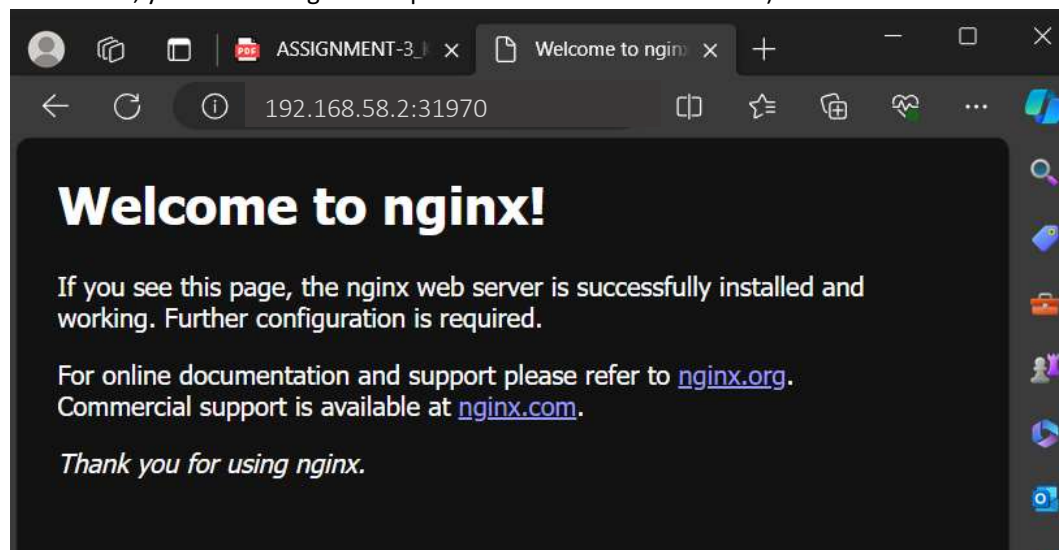 ASSIGNMENT-3_
Welcome to ngin
192.168.58.2:31970
Welcome to nginx!
If you see this page, the nginx web server is successfully installed and
working. Further configuration is required.
For online documentation and support please refer to nginx.org.
Commercial support is available at nginx.com.
Thank you for using nginx.